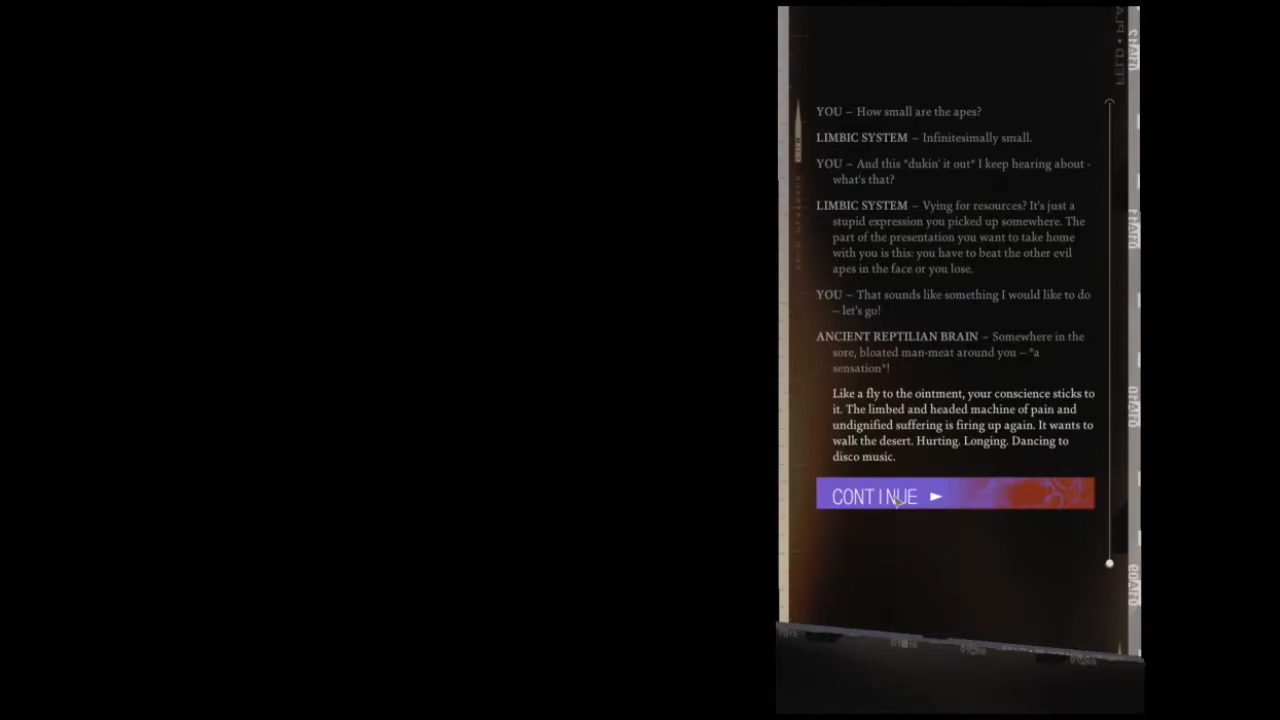 YOU – How small are the apes?
LIMBIC SYSTEM – Infinitesimally small.
YOU – And this *dukin' it out* I keep hearing about -
what's that?
LIMBIC SYSTEM – Vying for resources? It's just a
stupid expression you picked up somewhere. The
part of the presentation you want to take home
with you is this: you have to beat the other evil
apes in the face or you lose.
YOU – That sounds like something I would like to do
– let's go!
ANCIENT REPTILIAN BRAIN – Somewhere in the
sore, bloated man-meat around you – *a
sensation*!
Like a fly to the ointment, your conscience sticks to
it. The limbed and headed machine of pain and
undignified suffering is firing up again. It wants to
walk the desert. Hurting. Longing. Dancing to
disco music.
CONTINUE